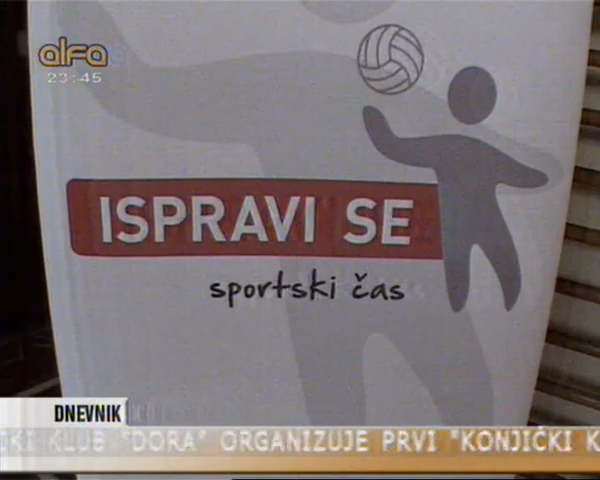 alfa
23:45
ISPRAVI SE
sportski čas
DNEVNIK
KLUB "DORA" ORGANIZUJE PRVI "KONJIČKI K